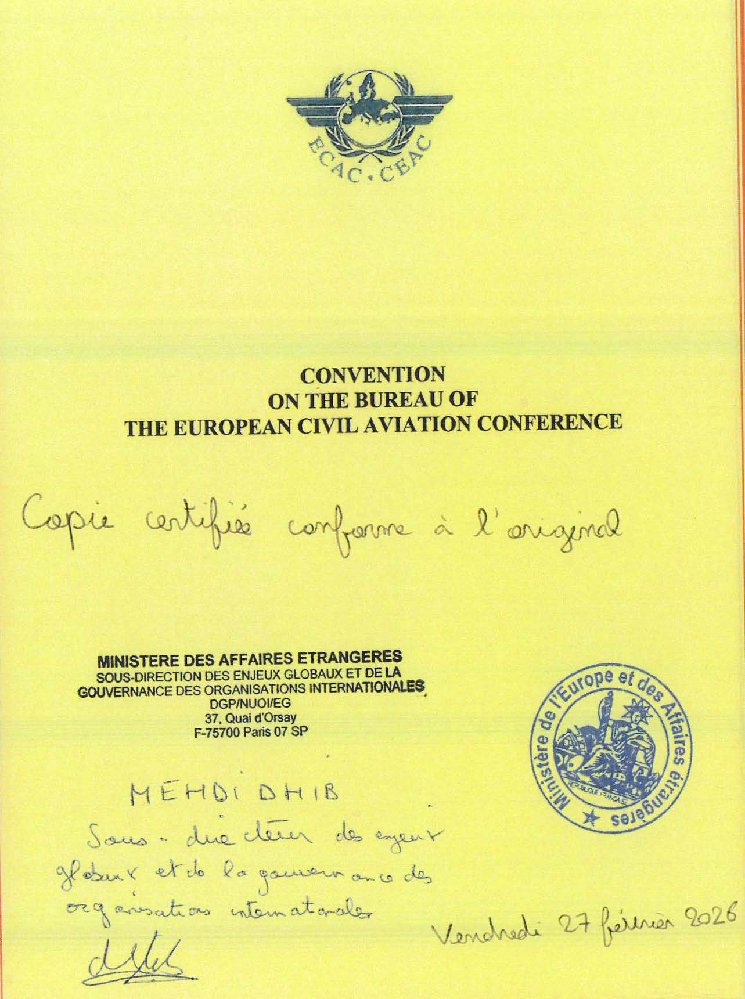 ECAC • CEAC
CONVENTION
ON THE BUREAU OF
THE EUROPEAN CIVIL AVIATION CONFERENCE
Copie certifiée conforme à l'original
MINISTERE DES AFFAIRES ETRANGERES
SOUS-DIRECTION DES ENJEUX GLOBAUX ET DE LA
GOUVERNANCE DES ORGANISATIONS INTERNATIONALES
DGP/NUOI/EG
37, Quai d'Orsay
F-75700 Paris 07 SP
Ministère de l'Europe et des Affaires étrangères
RÉPUBLIQUE FRANÇAISE
MEHDI DHIB
Sous-directeur des enjeux
globaux et de la gouvernance des
organisations internationales
Vendredi 27 février 2026